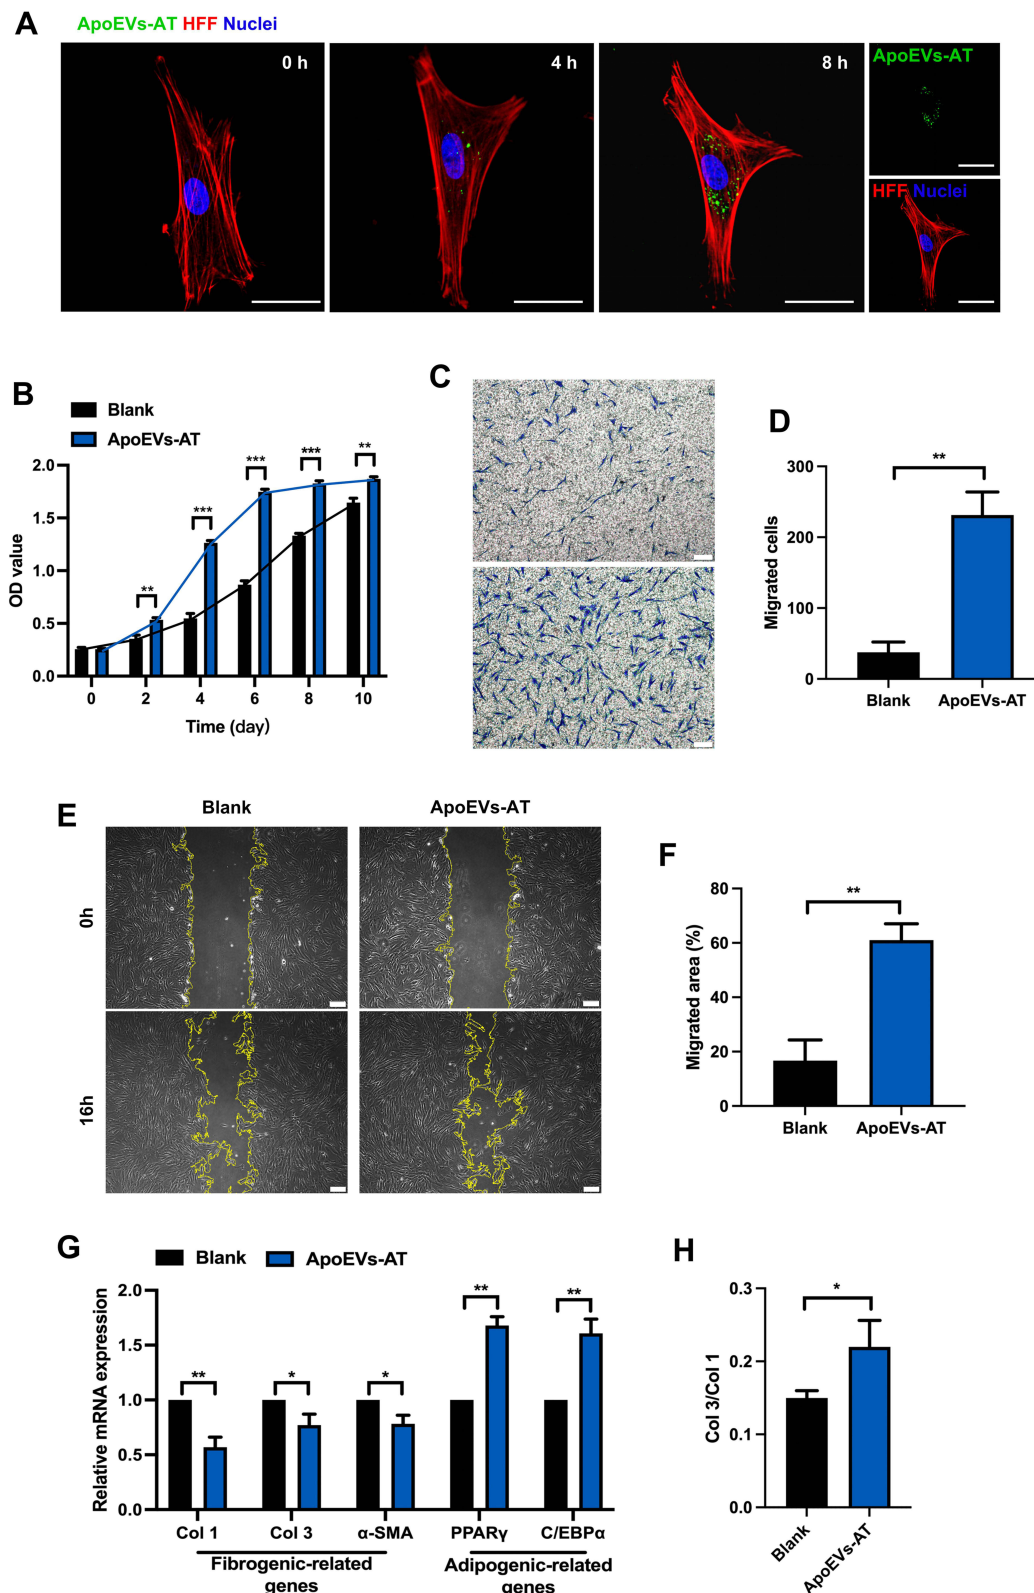 A
ApoEVs-AT HFF Nuclei
0 h
4 h
8 h
ApoEVs-AT
HFF Nuclei
B
Blank
ApoEVs-AT
OD value
2.0
1.5
1.0
0.5
0.0
** *** *** *** **
0 2 4 6 8 10
Time (day)
C
D
Migrated cells
300
200
100
0
**
Blank ApoEVs-AT
E
Blank ApoEVs-AT
0h
16h
F
Migrated area (%)
80
60
40
20
0
**
Blank ApoEVs-AT
G
Blank ApoEVs-AT
Relative mRNA expression
2.0
1.5
1.0
0.5
0.0
** * * ** **
Col 1 Col 3 α-SMA PPARγ C/EBPα
Fibrogenic-related
genes
Adipogenic-related
genes
H
Col 3/Col 1
0.3
0.2
0.1
0.0
*
Blank
ApoEVs-AT